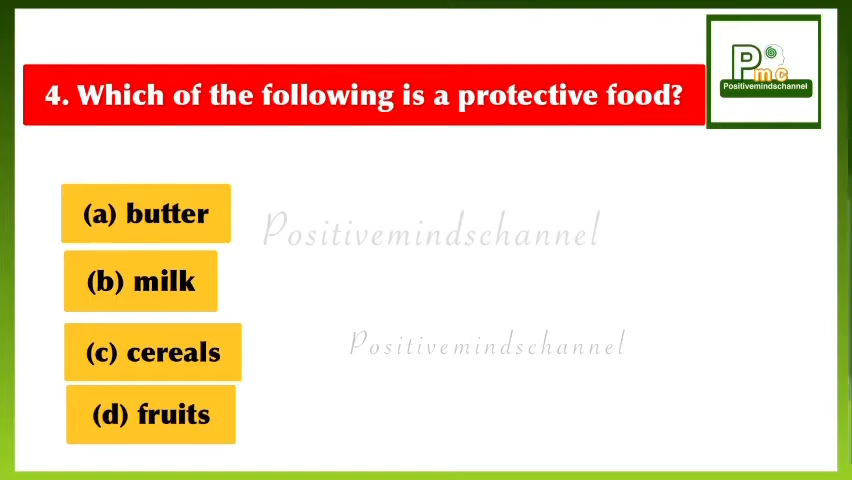 4. Which of the following is a protective food?
Pmc
Positivemindschannel
(a) butter
Positivemindschannel
(b) milk
(c) cereals
Positivemindschannel
(d) fruits